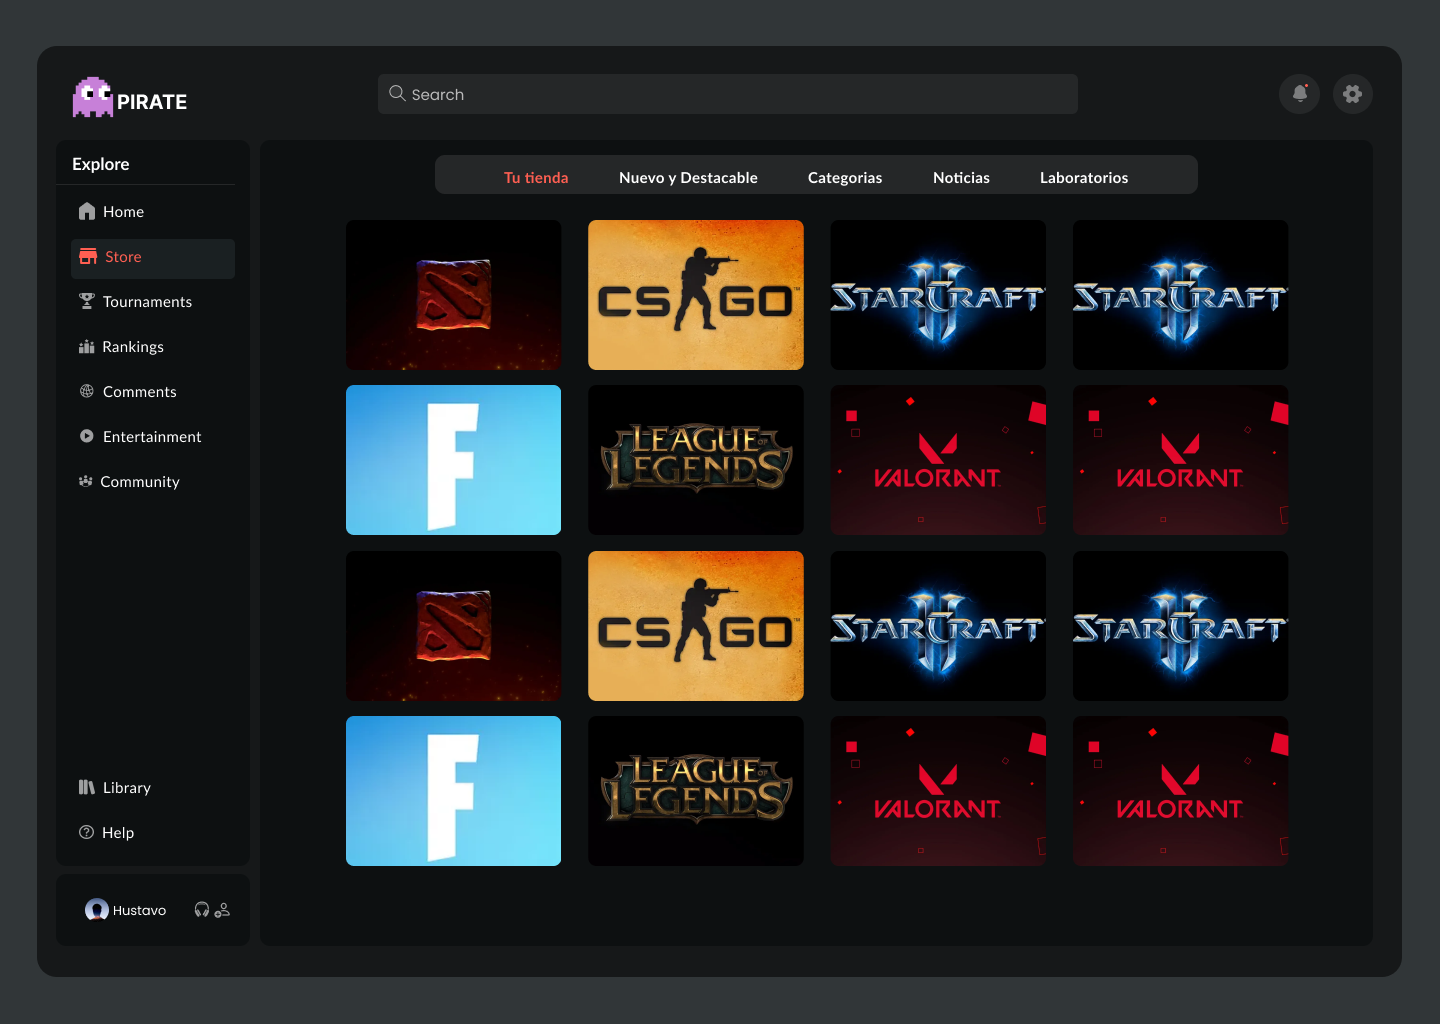 PIRATE
Search
Explore
Home
Store
Tournaments
Rankings
Comments
Entertainment
Community
Library
Help
Hustavo
Tu tienda Nuevo y Destacable Categorias Noticias Laboratorios
CS GO™ STARCRAFT II STARCRAFT II
F LEAGUE OF LEGENDS VALORANT VALORANT
CS GO™ STARCRAFT II STARCRAFT II
F LEAGUE OF LEGENDS VALORANT VALORANT